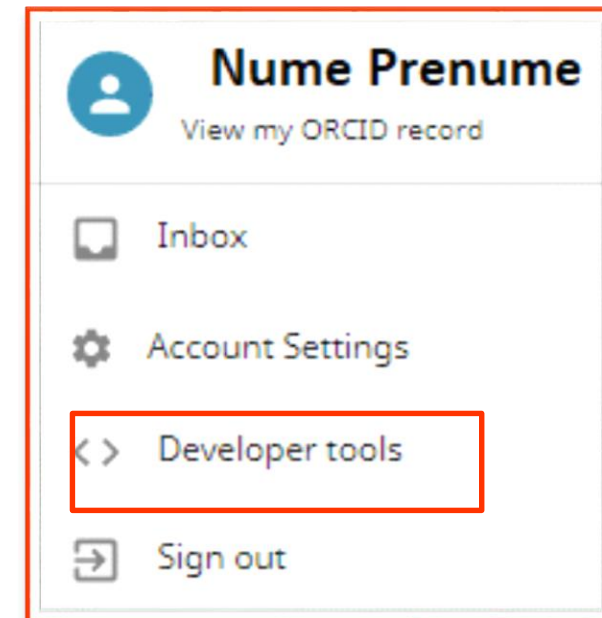 Nume Prenume
View my ORCID record
Inbox
Account Settings
Developer tools
Sign out